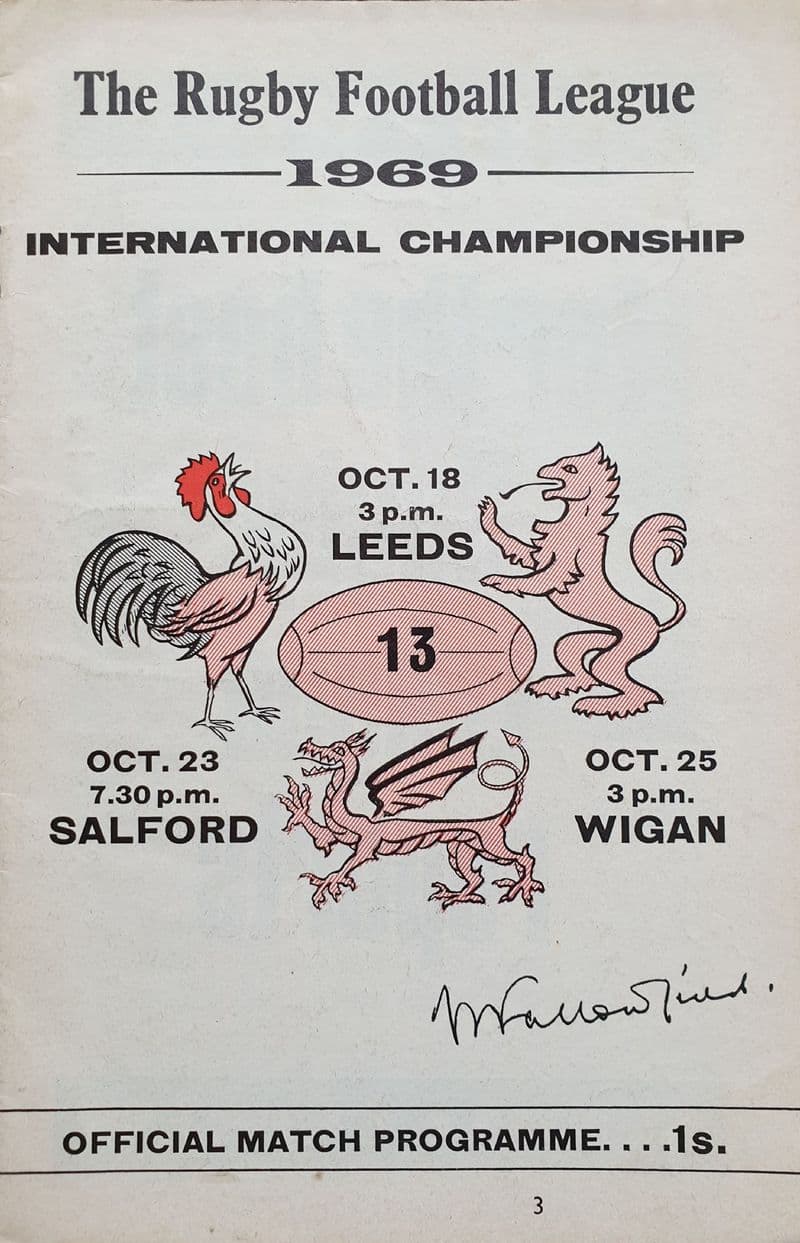 The Rugby Football League
1969
INTERNATIONAL CHAMPIONSHIP
OCT. 18
3 p.m.
LEEDS
13
OCT. 23
7.30 p.m.
SALFORD
OCT. 25
3 p.m.
WIGAN
W Fallowfield.
OFFICIAL MATCH PROGRAMME. . . .1s.
3